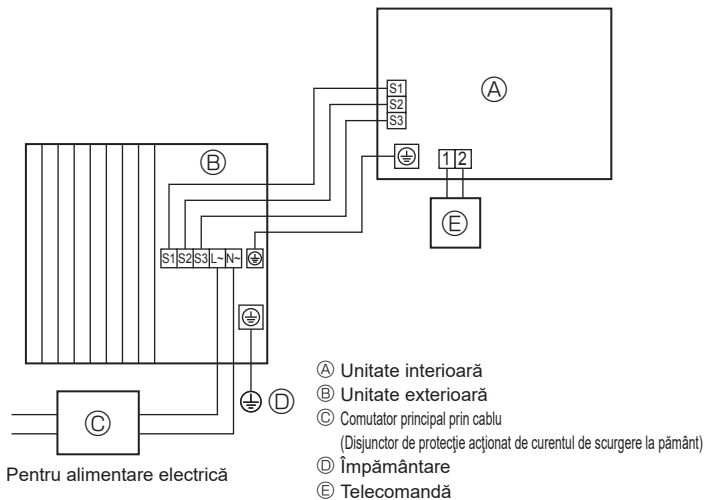 S1
S2
S3
Ⓐ
1 2
Ⓔ
Ⓑ
S1 S2 S3 L~ N~
Ⓓ
Ⓒ
Pentru alimentare electrică
Ⓐ Unitate interioară
Ⓑ Unitate exterioară
Ⓒ Comutator principal prin cablu
(Disjunctor de protecţie acţionat de curentul de scurgere la pământ)
Ⓓ Împământare
Ⓔ Telecomandă